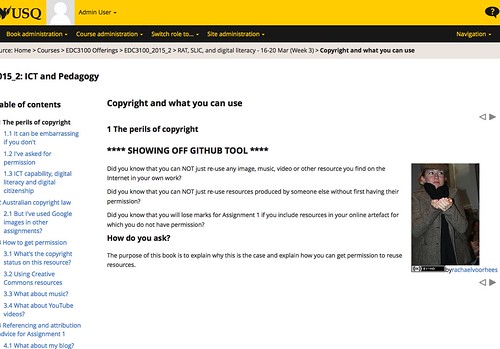 USQ
Admin User
?
Book administration
Course administration
Switch role to...
Site administration
Navigation
urce: Home > Courses > EDC3100 Offerings > EDC3100_2015_2 > RAT, SLIC, and digital literacy - 16-20 Mar (Week 3) > Copyright and what you can use
015_2: ICT and Pedagogy
able of contents
The perils of copyright
1.1 It can be embarrassing
if you don't
1.2 I've asked for
permission
1.3 ICT capability, digital
literacy and digital
citizenship
Australian copyright law
2.1 But I've used Google
images in other
assignments?
How to get permission
3.1 What's the copyright
status on this resource?
3.2 Using Creative
Commons resources
3.3 What about music?
3.4 What about YouTube
videos?
Referencing and attribution
advice for Assignment 1
4.1 What about my blog?
Copyright and what you can use
1 The perils of copyright
**** SHOWING OFF GITHUB TOOL ****
Did you know that you can NOT just re-use any image, music, video or other resource you find on the
Internet in your own work?
Did you know that you can NOT just re-use resources produced by someone else without first having their
permission?
Did you know that you will lose marks for Assignment 1 if you include resources in your online artefact for
which you do not have permission?
How do you ask?
The purpose of this book is to explain why this is the case and explain how you can get permission to reuse
resources.
byrachaelvoorhees